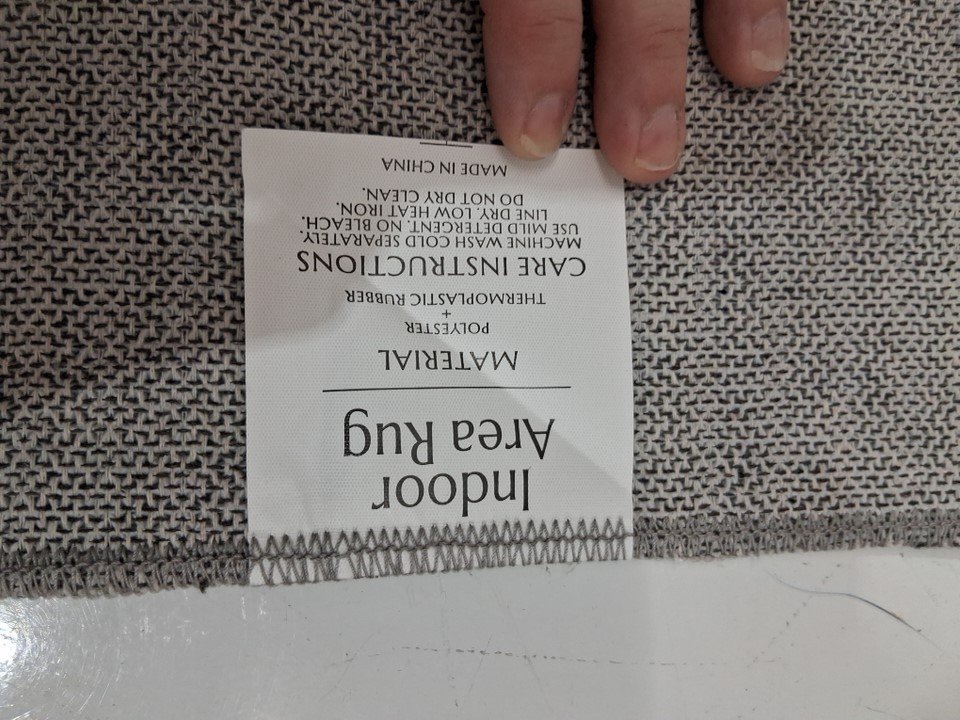 Indoor
Area Rug
MATERIAL
POLYESTER
+
THERMOPLASTIC RUBBER
CARE INSTRUCTIONS
MACHINE WASH COLD SEPARATELY.
USE MILD DETERGENT. NO BLEACH.
LINE DRY. LOW HEAT IRON.
DO NOT DRY CLEAN.
MADE IN CHINA